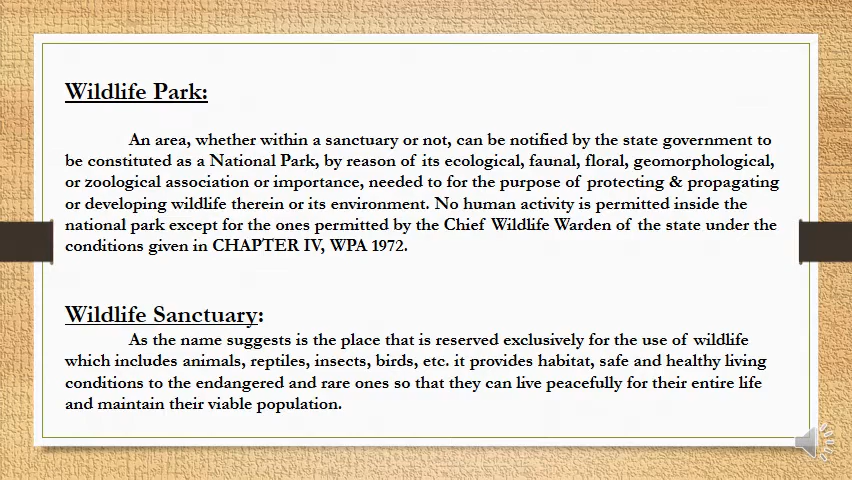 Wildlife Park:
An area, whether within a sanctuary or not, can be notified by the state government to
be constituted as a National Park, by reason of its ecological, faunal, floral, geomorphological,
or zoological association or importance, needed to for the purpose of protecting & propagating
or developing wildlife therein or its environment. No human activity is permitted inside the
national park except for the ones permitted by the Chief Wildlife Warden of the state under the
conditions given in CHAPTER IV, WPA 1972.
Wildlife Sanctuary:
As the name suggests is the place that is reserved exclusively for the use of wildlife
which includes animals, reptiles, insects, birds, etc. it provides habitat, safe and healthy living
conditions to the endangered and rare ones so that they can live peacefully for their entire life
and maintain their viable population.